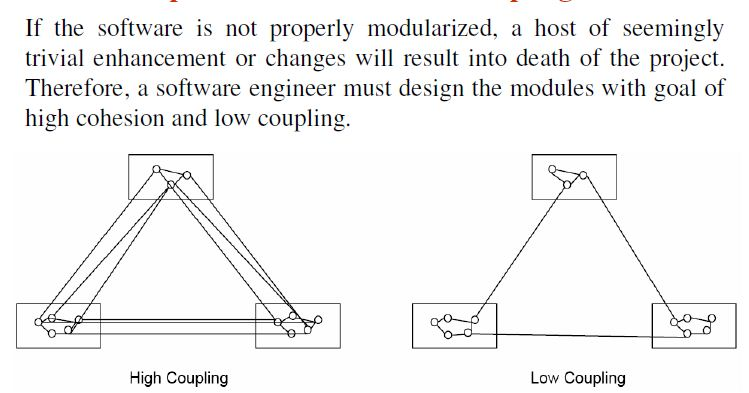 If the software is not properly modularized, a host of seemingly
trivial enhancement or changes will result into death of the project.
Therefore, a software engineer must design the modules with goal of
high cohesion and low coupling.
High Coupling
Low Coupling